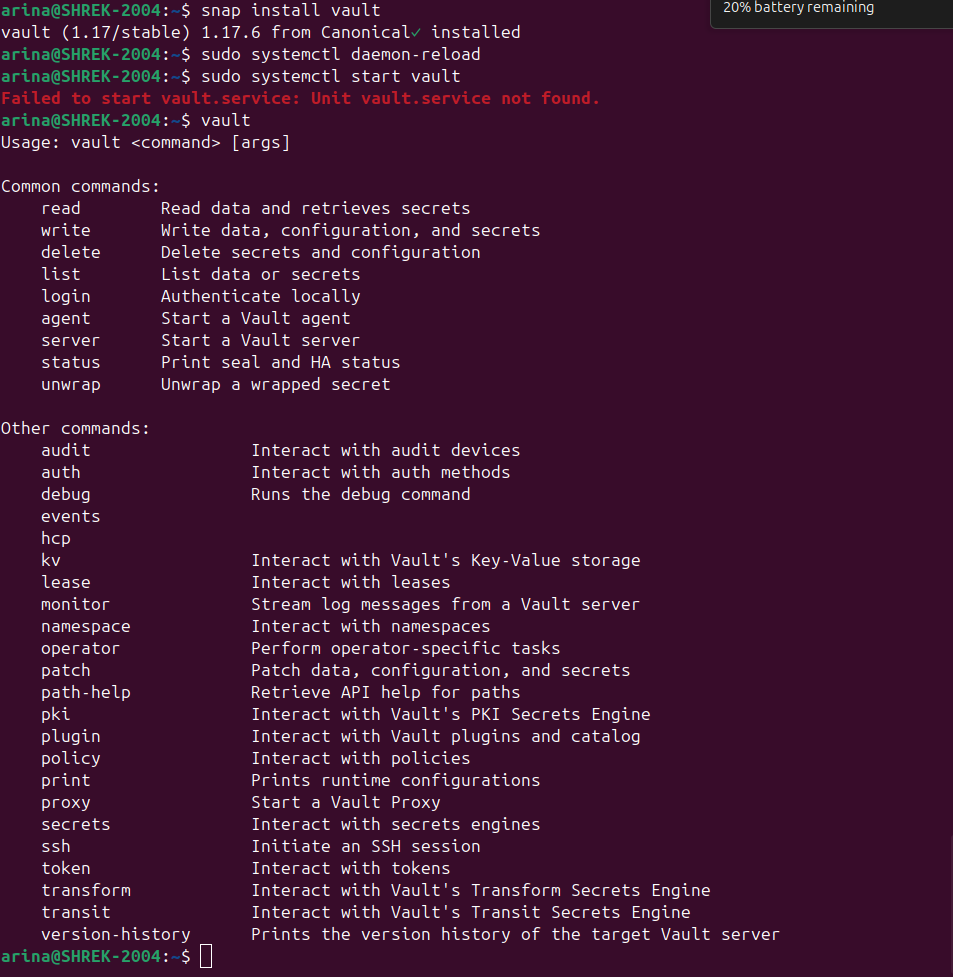 20% battery remaining
arina@SHREK-2004:~$ snap install vault
vault (1.17/stable) 1.17.6 from Canonical✓ installed
arina@SHREK-2004:~$ sudo systemctl daemon-reload
arina@SHREK-2004:~$ sudo systemctl start vault
Failed to start vault.service: Unit vault.service not found.
arina@SHREK-2004:~$ vault
Usage: vault <command> [args]

Common commands:
    read        Read data and retrieves secrets
    write       Write data, configuration, and secrets
    delete      Delete secrets and configuration
    list        List data or secrets
    login       Authenticate locally
    agent       Start a Vault agent
    server      Start a Vault server
    status      Print seal and HA status
    unwrap      Unwrap a wrapped secret

Other commands:
    audit                Interact with audit devices
    auth                 Interact with auth methods
    debug                Runs the debug command
    events
    hcp
    kv                   Interact with Vault's Key-Value storage
    lease                Interact with leases
    monitor              Stream log messages from a Vault server
    namespace            Interact with namespaces
    operator             Perform operator-specific tasks
    patch                Patch data, configuration, and secrets
    path-help            Retrieve API help for paths
    pki                  Interact with Vault's PKI Secrets Engine
    plugin               Interact with Vault plugins and catalog
    policy               Interact with policies
    print                Prints runtime configurations
    proxy                Start a Vault Proxy
    secrets              Interact with secrets engines
    ssh                  Initiate an SSH session
    token                Interact with tokens
    transform            Interact with Vault's Transform Secrets Engine
    transit              Interact with Vault's Transit Secrets Engine
    version-history      Prints the version history of the target Vault server
arina@SHREK-2004:~$